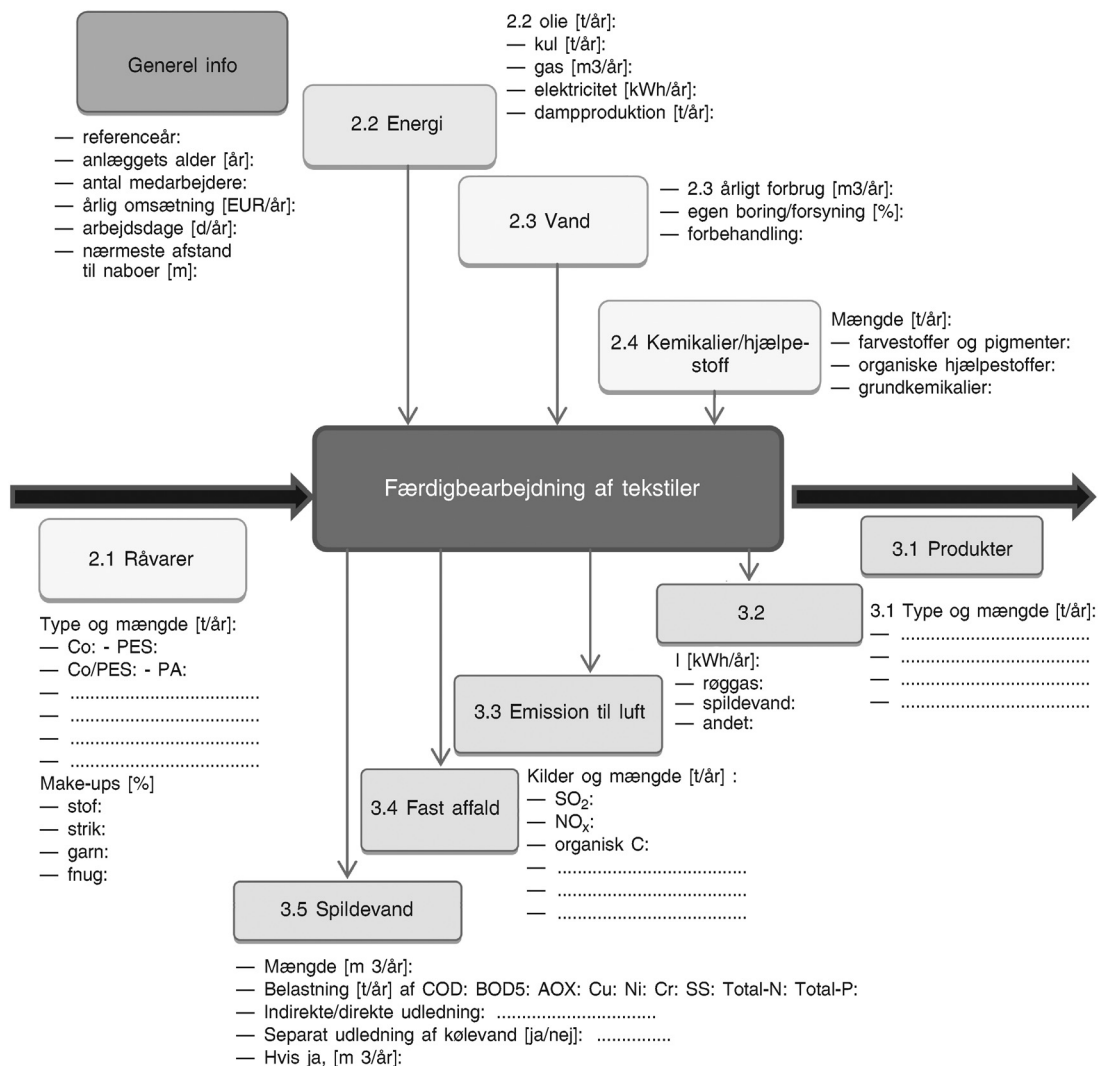 Generel info
— referenceår:
— anlæggets alder [år]:
— antal medarbejdere:
— årlig omsætning [EUR/år]:
— arbejdsdage [d/år]:
— nærmeste afstand
til naboer [m]:
2.2 Energi
2.2 olie [t/år]:
— kul [t/år]:
— gas [m3/år]:
— elektricitet [kWh/år]:
— dampproduktion [t/år]:
2.3 Vand
— 2.3 årligt forbrug [m3/år]:
— egen boring/forsyning [%]:
— forbehandling:
2.4 Kemikalier/hjælpe-
stoff
Mængde [t/år]:
— farvestoffer og pigmenter:
— organiske hjælpestoffer:
— grundkemikalier:
Færdigbearbejdning af tekstiler
2.1 Råvarer
Type og mængde [t/år]:
— Co: - PES:
— Co/PES: - PA:
— ......................................
— ......................................
— ......................................
— ......................................
Make-ups [%]
— stof:
— strik:
— garn:
— fnug:
3.1 Produkter
3.1 Type og mængde [t/år]:
— ......................................
— ......................................
— ......................................
— ......................................
3.2
I [kWh/år]:
— røggas:
— spildevand:
— andet:
3.3 Emission til luft
Kilder og mængde [t/år] :
— SO₂:
— NOₓ:
— organisk C:
— ......................................
— ......................................
— ......................................
3.4 Fast affald
3.5 Spildevand
— Mængde [m 3/år]:
— Belastning [t/år] af COD: BOD5: AOX: Cu: Ni: Cr: SS: Total-N: Total-P:
— Indirekte/direkte udledning: ................................
— Separat udledning af kølevand [ja/nej]: ...............
— Hvis ja, [m 3/år]: